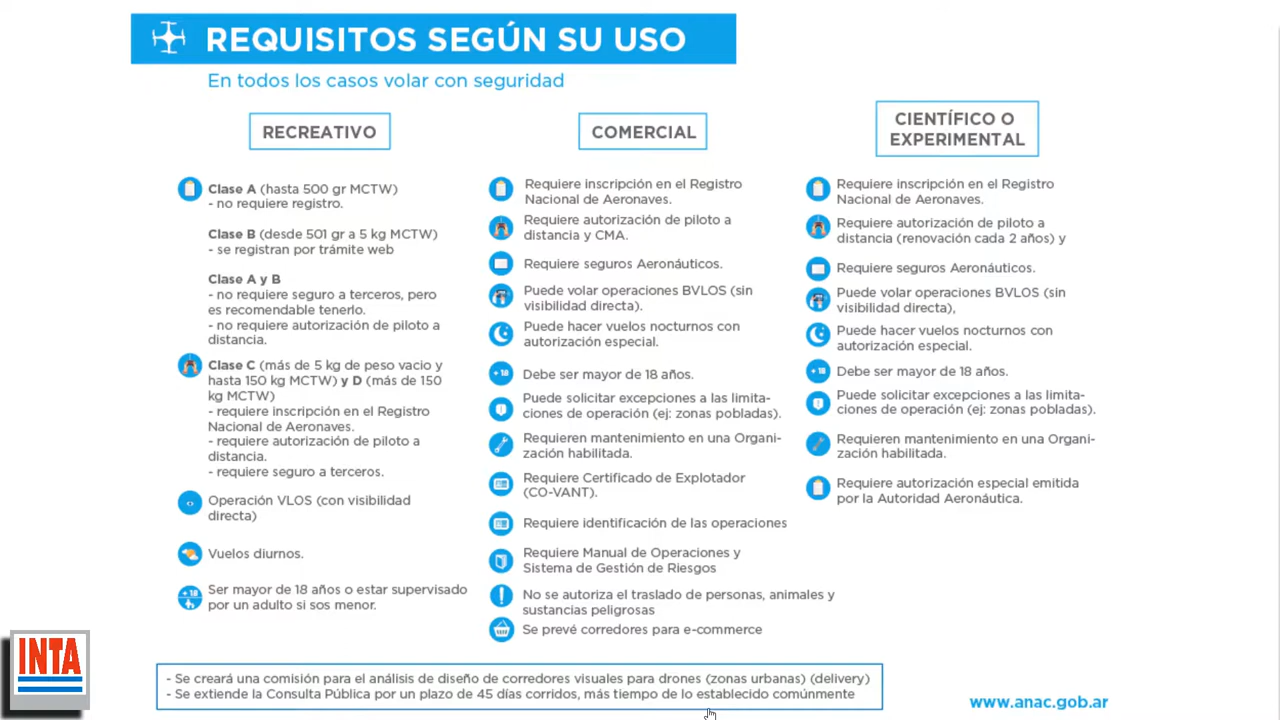 REQUISITOS SEGÚN SU USO
En todos los casos volar con seguridad
RECREATIVO
Clase A (hasta 500 gr MCTW)
- no requiere registro.
Clase B (desde 501 gr a 5 kg MCTW)
- se registran por trámite web
Clase A y B
- no requiere seguro a terceros, pero
es recomendable tenerlo.
- no requiere autorización de piloto a
distancia.
Clase C (más de 5 kg de peso vacio y
hasta 150 kg MCTW) y D (más de 150
kg MCTW)
- requiere inscripción en el Registro
Nacional de Aeronaves.
- requiere autorización de piloto a
distancia.
- requiere seguro a terceros.
Operación VLOS (con visibilidad
directa)
Vuelos diurnos.
+18
Ser mayor de 18 años o estar supervisado
por un adulto si sos menor.
COMERCIAL
Requiere inscripción en el Registro
Nacional de Aeronaves.
Requiere autorización de piloto a
distancia y CMA.
Requiere seguros Aeronáuticos.
Puede volar operaciones BVLOS (sin
visibilidad directa).
Puede hacer vuelos nocturnos con
autorización especial.
+18
Debe ser mayor de 18 años.
Puede solicitar excepciones a las limita-
ciones de operación (ej: zonas pobladas).
Requieren mantenimiento en una Organi-
zación habilitada.
Requiere Certificado de Explotador
(CO-VANT).
Requiere identificación de las operaciones
Requiere Manual de Operaciones y
Sistema de Gestión de Riesgos
No se autoriza el traslado de personas, animales y
sustancias peligrosas
Se prevé corredores para e-commerce
CIENTÍFICO O
EXPERIMENTAL
Requiere inscripción en el Registro
Nacional de Aeronaves.
Requiere autorización de piloto a
distancia (renovación cada 2 años) y
Requiere seguros Aeronáuticos.
Puede volar operaciones BVLOS (sin
visibilidad directa),
Puede hacer vuelos nocturnos con
autorización especial.
+18
Debe ser mayor de 18 años.
Puede solicitar excepciones a las limita-
ciones de operación (ej: zonas pobladas).
Requieren mantenimiento en una Organi-
zación habilitada.
Requiere autorización especial emitida
por la Autoridad Aeronáutica.
INTA
- Se creará una comisión para el análisis de diseño de corredores visuales para drones (zonas urbanas) (delivery)
- Se extiende la Consulta Pública por un plazo de 45 días corridos, más tiempo de lo establecido comúnmente
www.anac.gob.ar